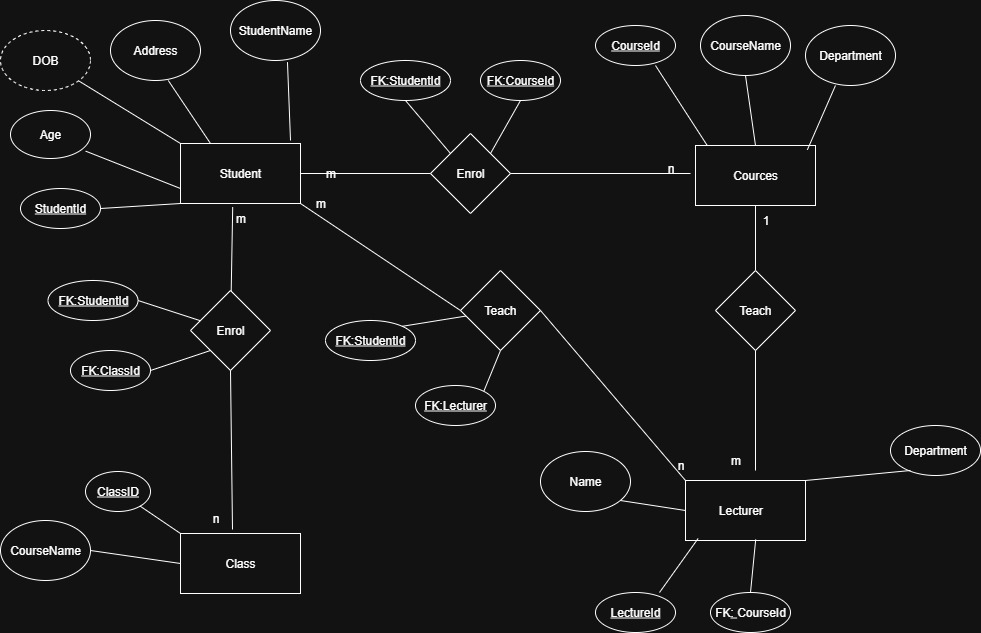 StudentName
CourseId
CourseName
Address
Department
DOB
FK:StudentId
FK:CourseId
Age
Student
m
Enrol
n
Cources
StudentId
m
m
1
FK:StudentId
Enrol
Teach
Teach
FK:StudentId
FK:ClassId
FK:Lecturer
Department
m
n
Name
ClassID
Lecturer
n
CourseName
Class
LectureId
FK:_CourseId